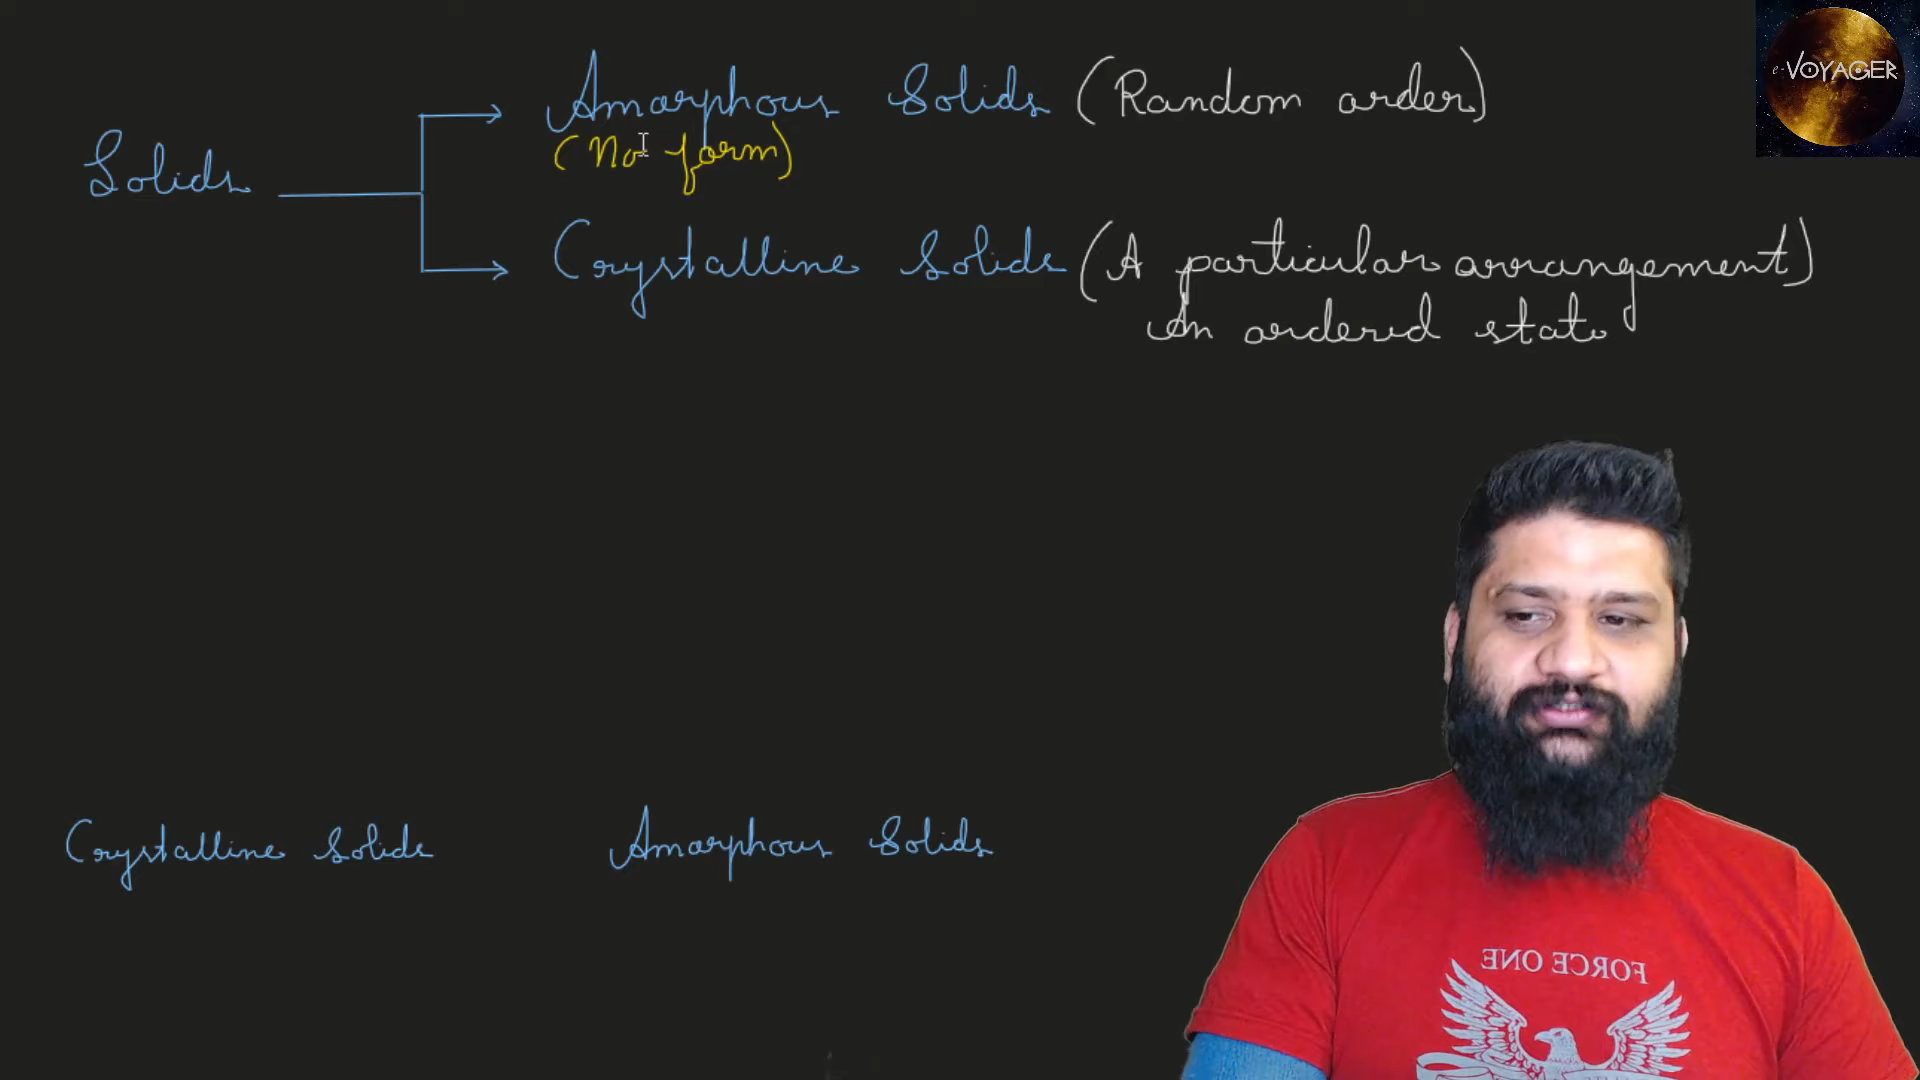 Amorphous Solids (Random order)
(No form)
Solids
Crystalline Solids (A particular arrangement)
An ordered state
Crystalline Solids
Amorphous Solids
e-VOYAGER
FORCE ONE